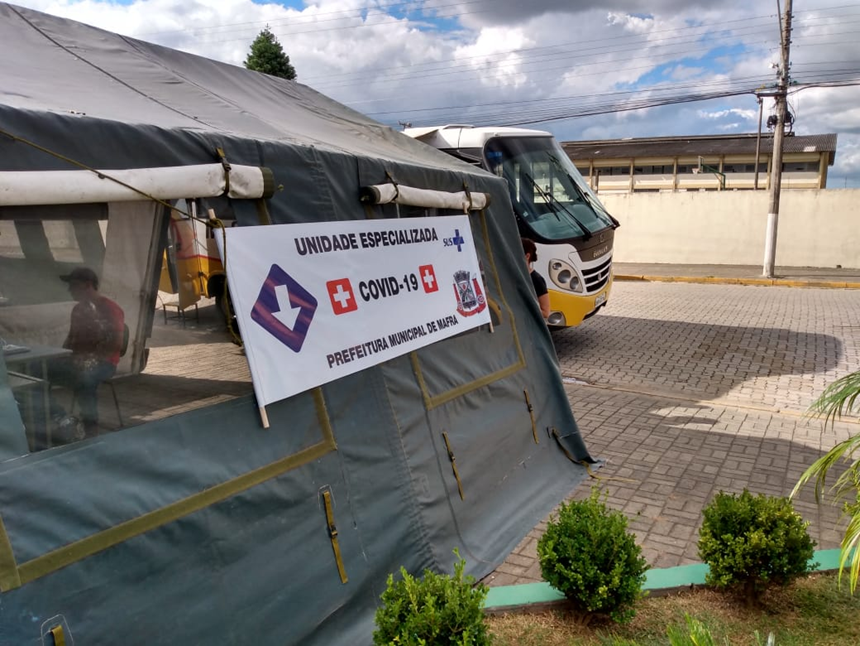 UNIDADE ESPECIALIZADA
SUS
COVID-19
PREFEITURA MUNICIPAL DE MAFRA